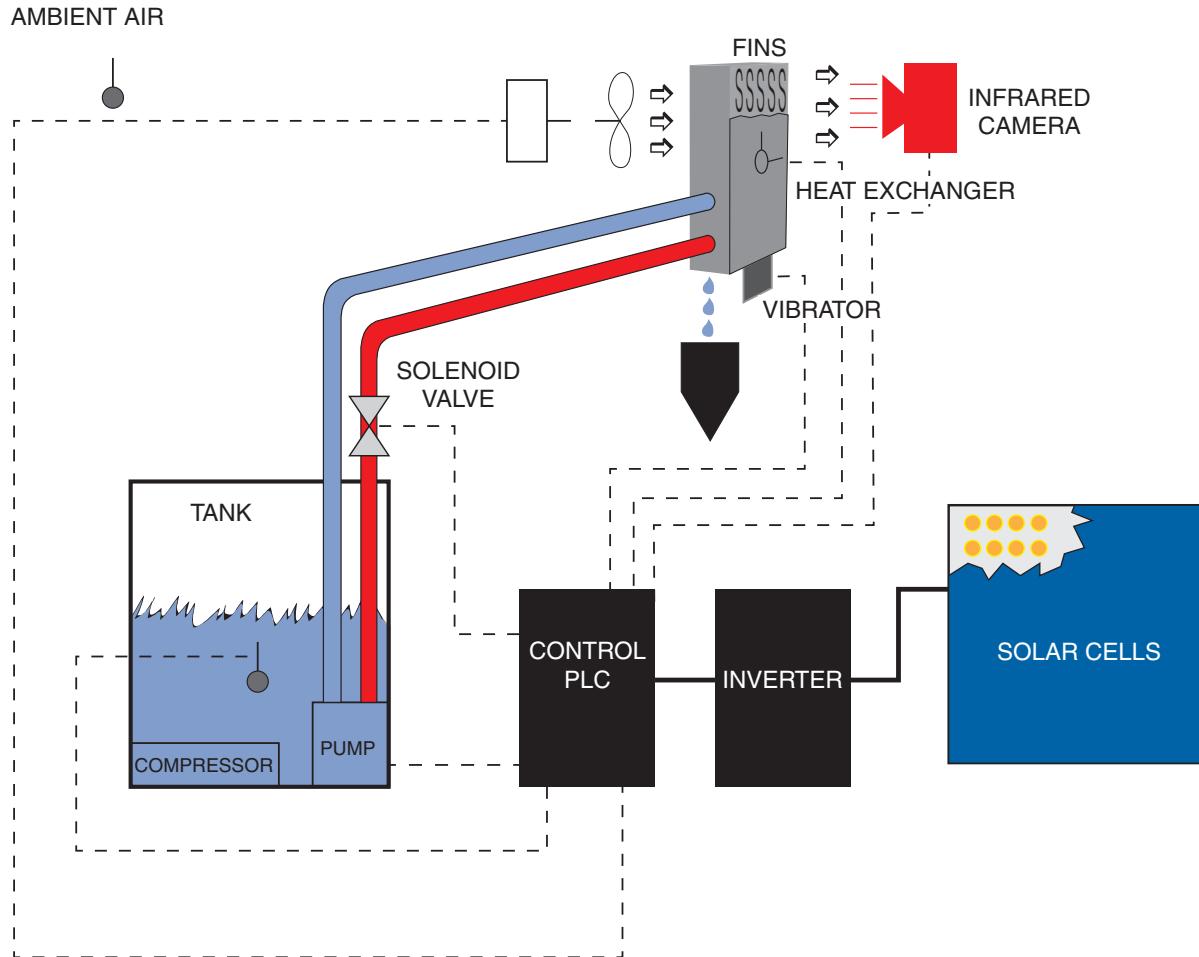 AMBIENT AIR
FINS
INFRARED
CAMERA
HEAT EXCHANGER
VIBRATOR
SOLENOID
VALVE
TANK
CONTROL
PLC
INVERTER
SOLAR CELLS
PUMP
COMPRESSOR